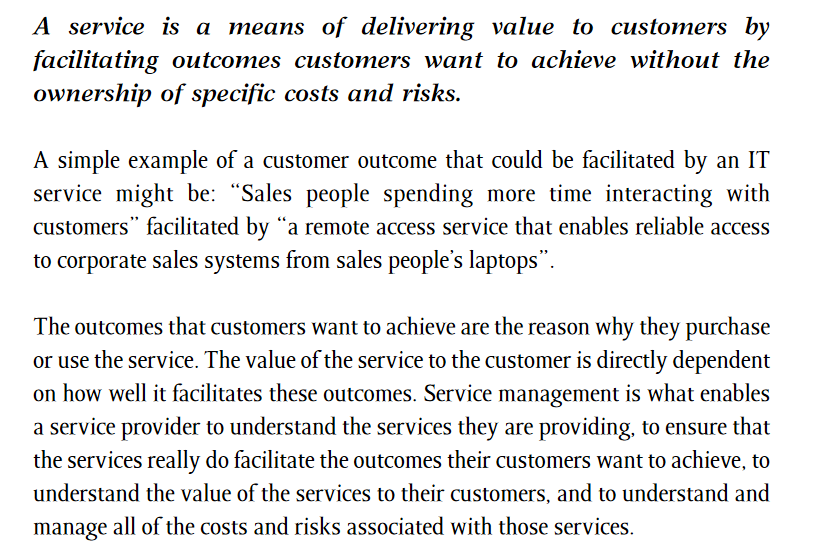 A service is a means of delivering value to customers by
facilitating outcomes customers want to achieve without the
ownership of specific costs and risks.
A simple example of a customer outcome that could be facilitated by an IT
service might be: “Sales people spending more time interacting with
customers” facilitated by “a remote access service that enables reliable access
to corporate sales systems from sales people’s laptops”.
The outcomes that customers want to achieve are the reason why they purchase
or use the service. The value of the service to the customer is directly dependent
on how well it facilitates these outcomes. Service management is what enables
a service provider to understand the services they are providing, to ensure that
the services really do facilitate the outcomes their customers want to achieve, to
understand the value of the services to their customers, and to understand and
manage all of the costs and risks associated with those services.